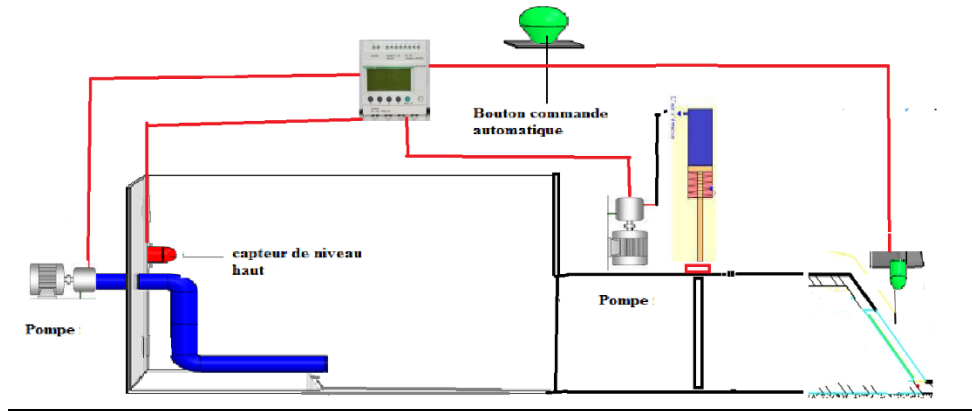 Bouton commande
automatique
capteur de niveau
haut
Pompe :
Pompe :